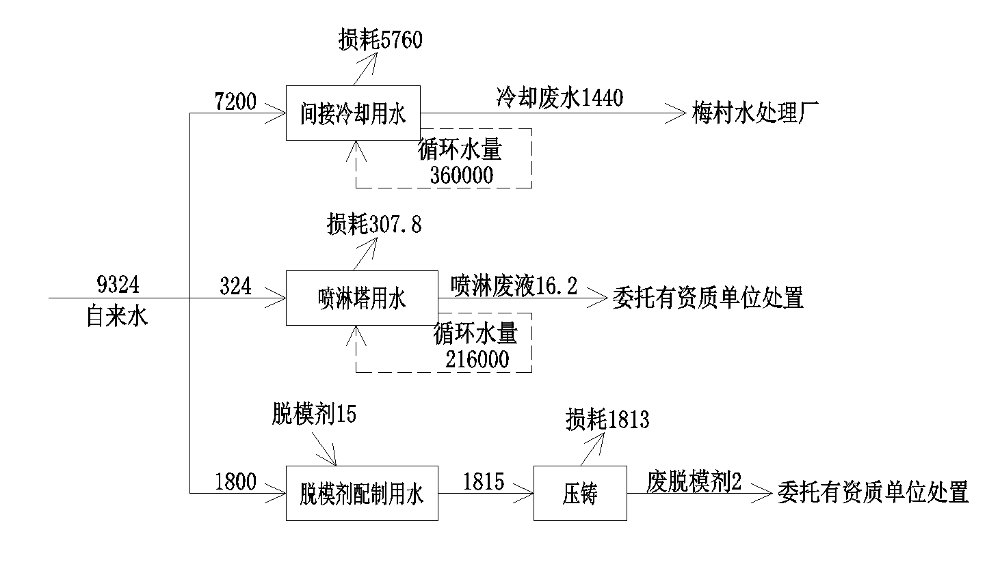 损耗5760
7200
间接冷却用水
冷却废水1440
梅村水处理厂
循环水量
360000
损耗307.8
9324
自来水
324
喷淋塔用水
喷淋废液16.2
委托有资质单位处置
循环水量
216000
脱模剂15
损耗1813
1800
脱模剂配制用水
1815
压铸
废脱模剂2
委托有资质单位处置